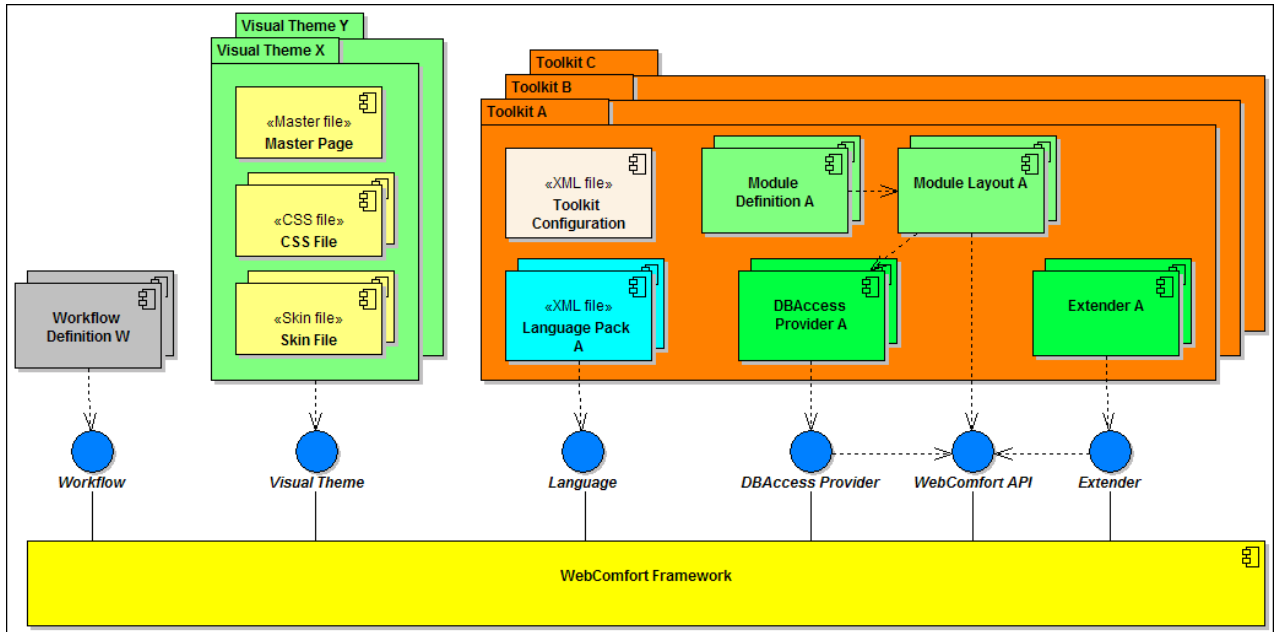 Visual Theme Y
Visual Theme X
«Master file»
Master Page
«CSS file»
CSS File
«Skin file»
Skin File
Workflow
Definition W
Toolkit C
Toolkit B
Toolkit A
«XML file»
Toolkit
Configuration
Module
Definition A
Module Layout A
«XML file»
Language Pack
A
DBAccess
Provider A
Extender A
Workflow
Visual Theme
Language
DBAccess Provider
WebComfort API
Extender
WebComfort Framework